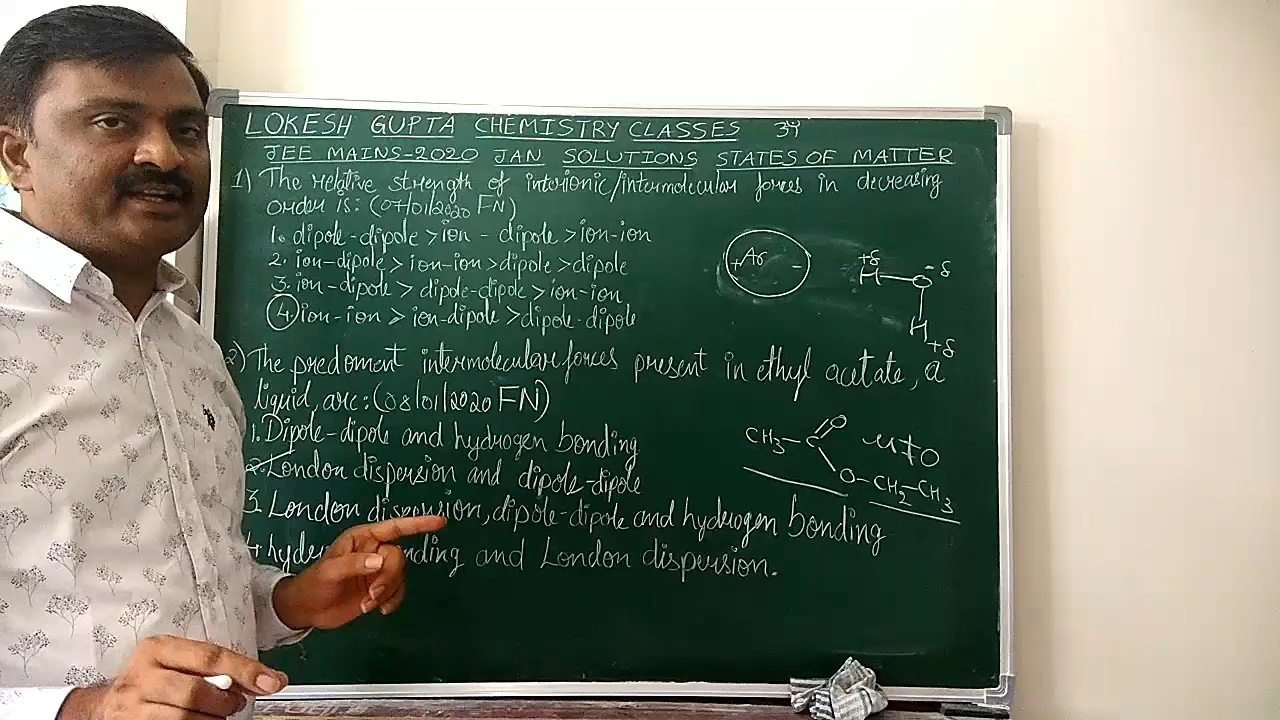 LOKESH GUPTA CHEMISTRY CLASSES 34
JEE MAINS-2020 JAN SOLUTIONS STATES OF MATTER
1) The relative strength of interionic/intermolecular forces in decreasing
order is: (07/01/2020 FN)
1. dipole-dipole > ion - dipole > ion-ion
2. ion-dipole > ion-ion > dipole > dipole
3. ion-dipole > dipole-dipole > ion-ion
4 ion-ion > ion-dipole > dipole-dipole
+ Ar -
+δ H — O -δ
H +δ
2) The predoment intermolecular forces present in ethyl acetate, a
liquid, are: (08/01/2020 FN)
1. Dipole-dipole and hydrogen bonding
2. London dispersion and dipole-dipole
3. London dispersion, dipole-dipole and hydrogen bonding
4. hyd nding and London dispersion.
O
CH3 — C μ≠0
O-CH2-CH3